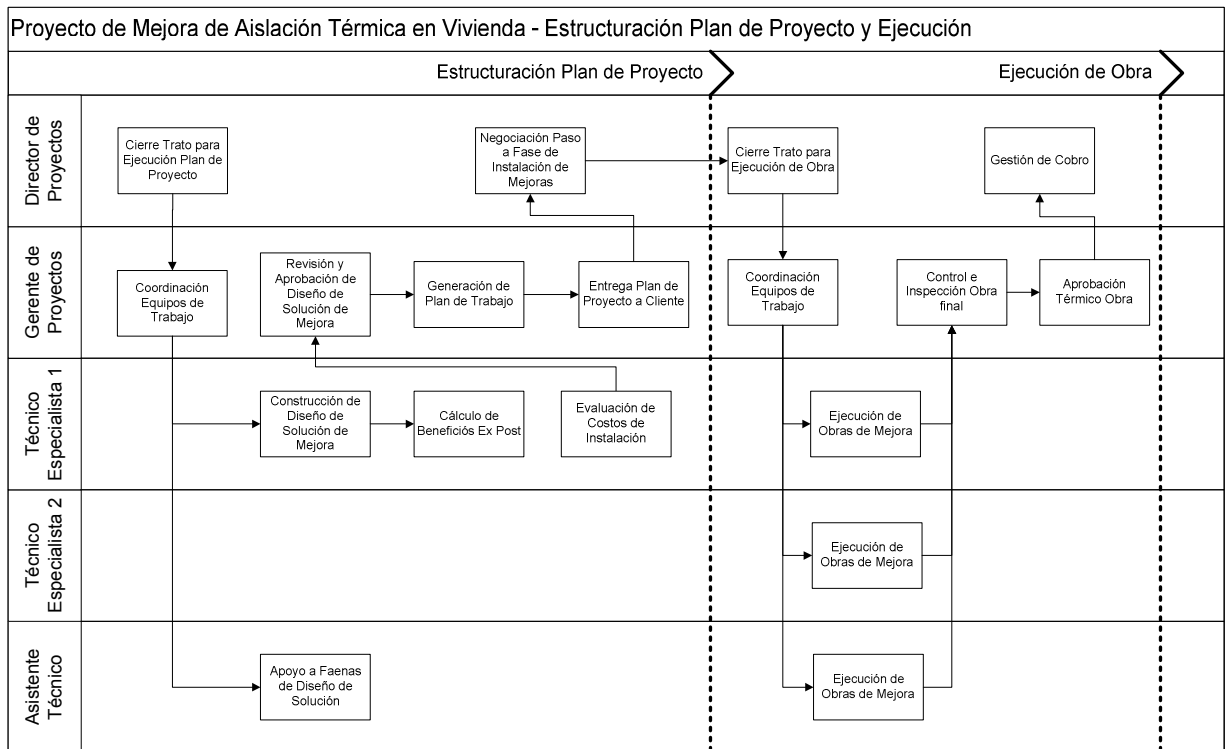 Proyecto de Mejora de Aislación Térmica en Vivienda - Estructuración Plan de Proyecto y Ejecución
Estructuración Plan de Proyecto
Ejecución de Obra
Director de
Proyectos
Cierre Trato para
Ejecución Plan de
Proyecto
Negociación Paso
a Fase de
Instalación de
Mejoras
Cierre Trato para
Ejecución de Obra
Gestión de Cobro
Gerente de
Proyectos
Coordinación
Equipos de
Trabajo
Revisión y
Aprobación de
Diseño de
Solución de
Mejora
Generación de
Plan de Trabajo
Entrega Plan de
Proyecto a Cliente
Coordinación
Equipos de
Trabajo
Control e
Inspección Obra
final
Aprobación
Térmico Obra
Técnico
Especialista 1
Construcción de
Diseño de
Solución de
Mejora
Cálculo de
Beneficiós Ex Post
Evaluación de
Costos de
Instalación
Ejecución de
Obras de Mejora
Técnico
Especialista 2
Ejecución de
Obras de Mejora
Asistente
Técnico
Apoyo a Faenas
de Diseño de
Solución
Ejecución de
Obras de Mejora